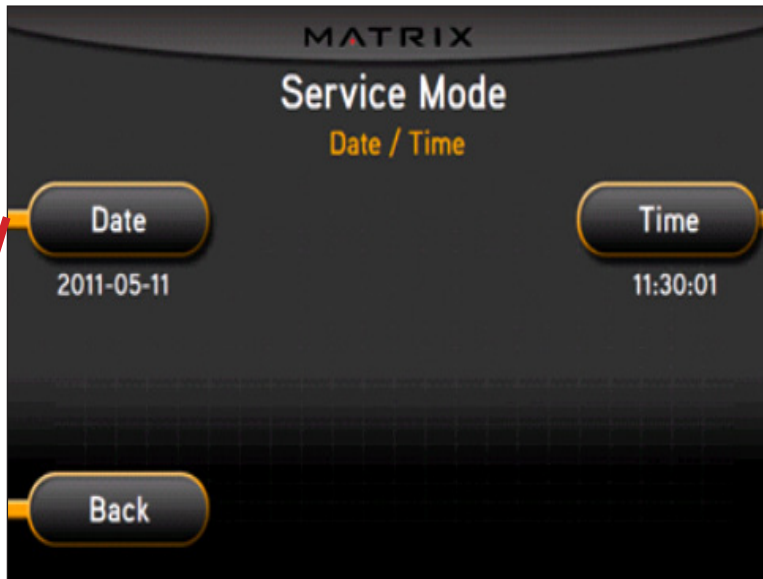 MATRIX
Service Mode
Date / Time
Date
Time
2011-05-11
11:30:01
Back